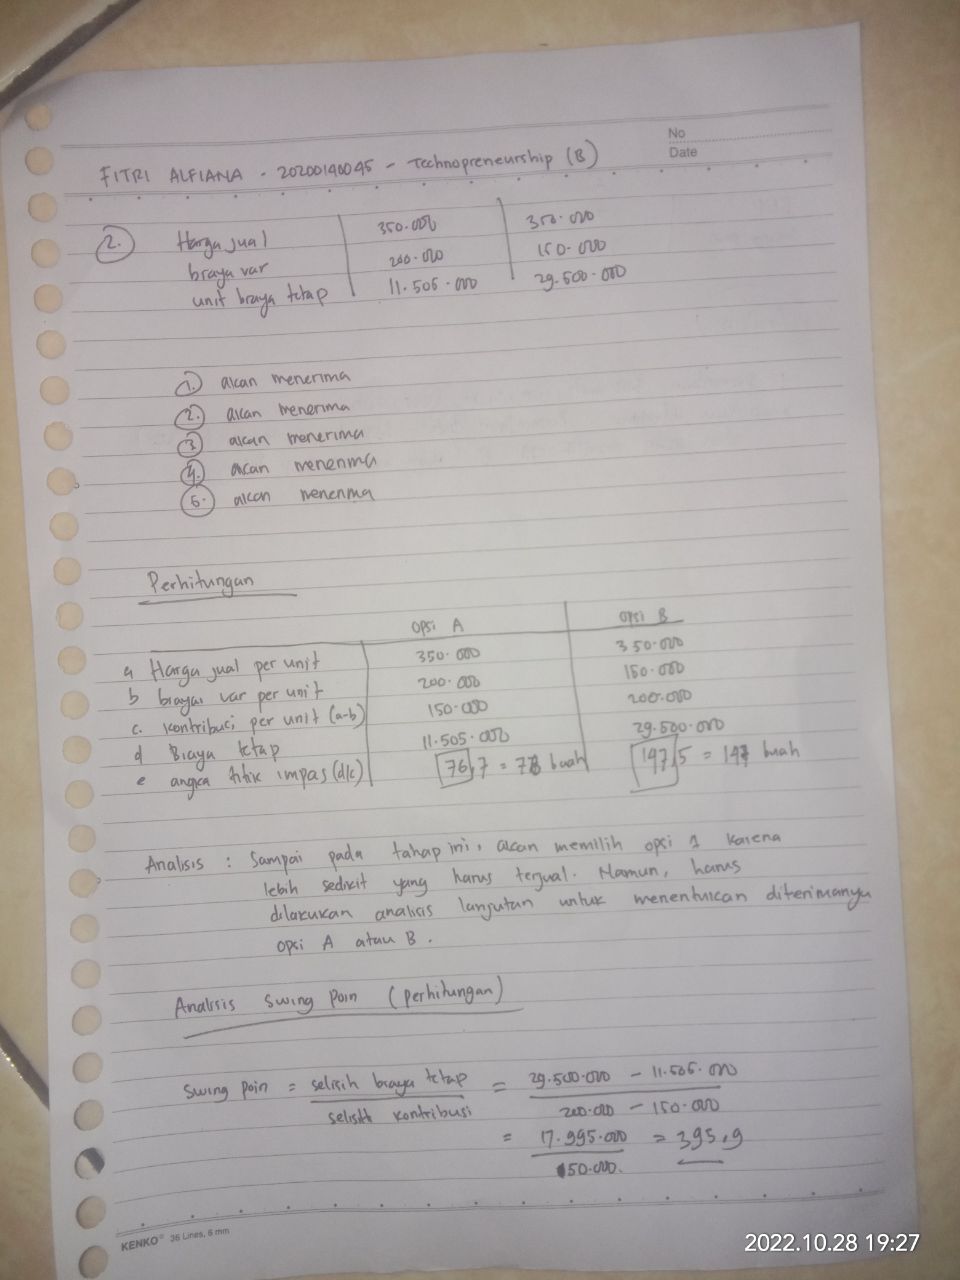 No
Date
FITRI ALFIANA - 20200140045 - Technopreneurship (B)
2. Harga jual 350.000 350.000
biaya var 200.000 150.000
unit biaya tetap 11.505.000 29.500.000
1. akan menerima
2. akan menerima
3 akan menerima
4. akan menerima
5. akan menerima
Perhitungan
opsi A opsi B
a Harga jual per unit 350.000 350.000
b biaya var per unit 200.000 150.000
c. kontribuci per unit (a-b) 150.000 200.000
d Biaya tetap 11.505.000 29.500.000
e angka titik impas (d/c) 76,7 = 77 buah 147,5 = 147 buah
Analisis : Sampai pada tahap ini, akan memilih opsi 1 karena
lebih sedikit yang harus terjual. Namun, harus
dilakukan analisis lanjutan untuk menentukan diterimanya
opsi A atau B.
Analisis Swing Poin (perhitungan)
Swing poin = selisih biaya tetap = 29.500.000 - 11.505.000
selisih kontribusi 200.000 - 150.000
= 17.995.000 = 395,9
50.000.
KENKO® 36 Lines, 6 mm
2022.10.28 19:27